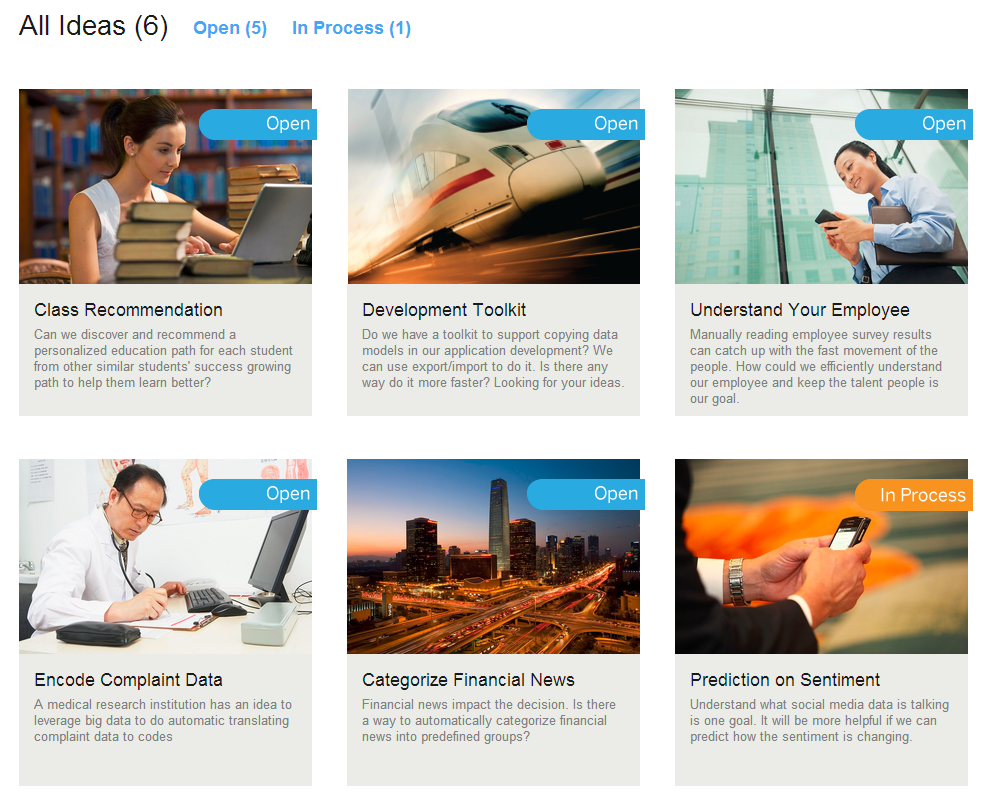 All Ideas (6) Open (5) In Process (1)
Open
Class Recommendation
Can we discover and recommend a
personalized education path for each student
from other similar students' success growing
path to help them learn better?
Open
Development Toolkit
Do we have a toolkit to support copying data
models in our application development? We
can use export/import to do it. Is there any
way do it more faster? Looking for your ideas.
Open
Understand Your Employee
Manually reading employee survey results
can catch up with the fast movement of the
people. How could we efficiently understand
our employee and keep the talent people is
our goal.
Open
Encode Complaint Data
A medical research institution has an idea to
leverage big data to do automatic translating
complaint data to codes
Open
Categorize Financial News
Financial news impact the decision. Is there
a way to automatically categorize financial
news into predefined groups?
In Process
Prediction on Sentiment
Understand what social media data is talking
is one goal. It will be more helpful if we can
predict how the sentiment is changing.